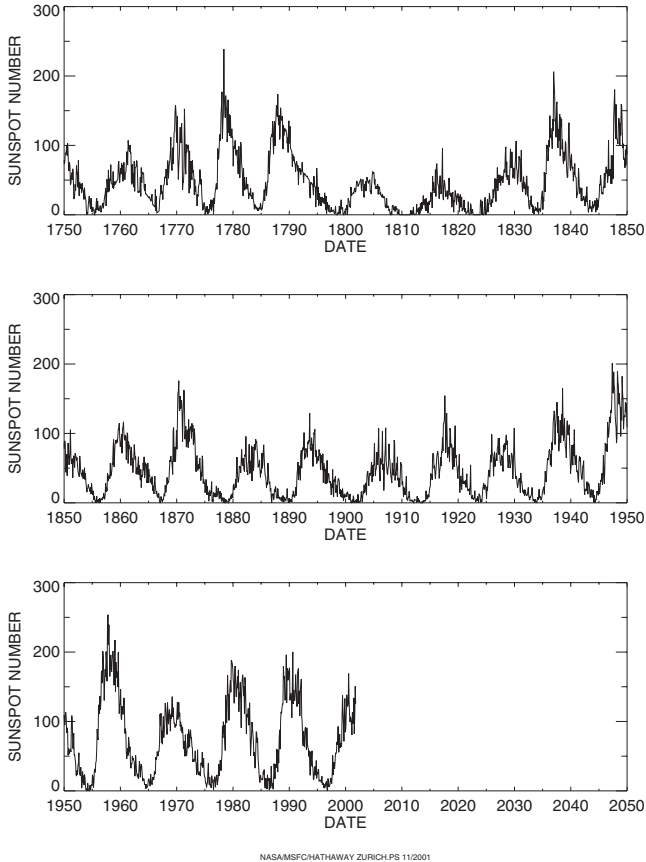 300
200
100
0
SUNSPOT NUMBER
1750 1760 1770 1780 1790 1800 1810 1820 1830 1840 1850
DATE
300
200
100
0
SUNSPOT NUMBER
1850 1860 1870 1880 1890 1900 1910 1920 1930 1940 1950
DATE
300
200
100
0
SUNSPOT NUMBER
1950 1960 1970 1980 1990 2000 2010 2020 2030 2040 2050
DATE
NASA/MSFC/HATHAWAY ZURICH.PS 11/2001